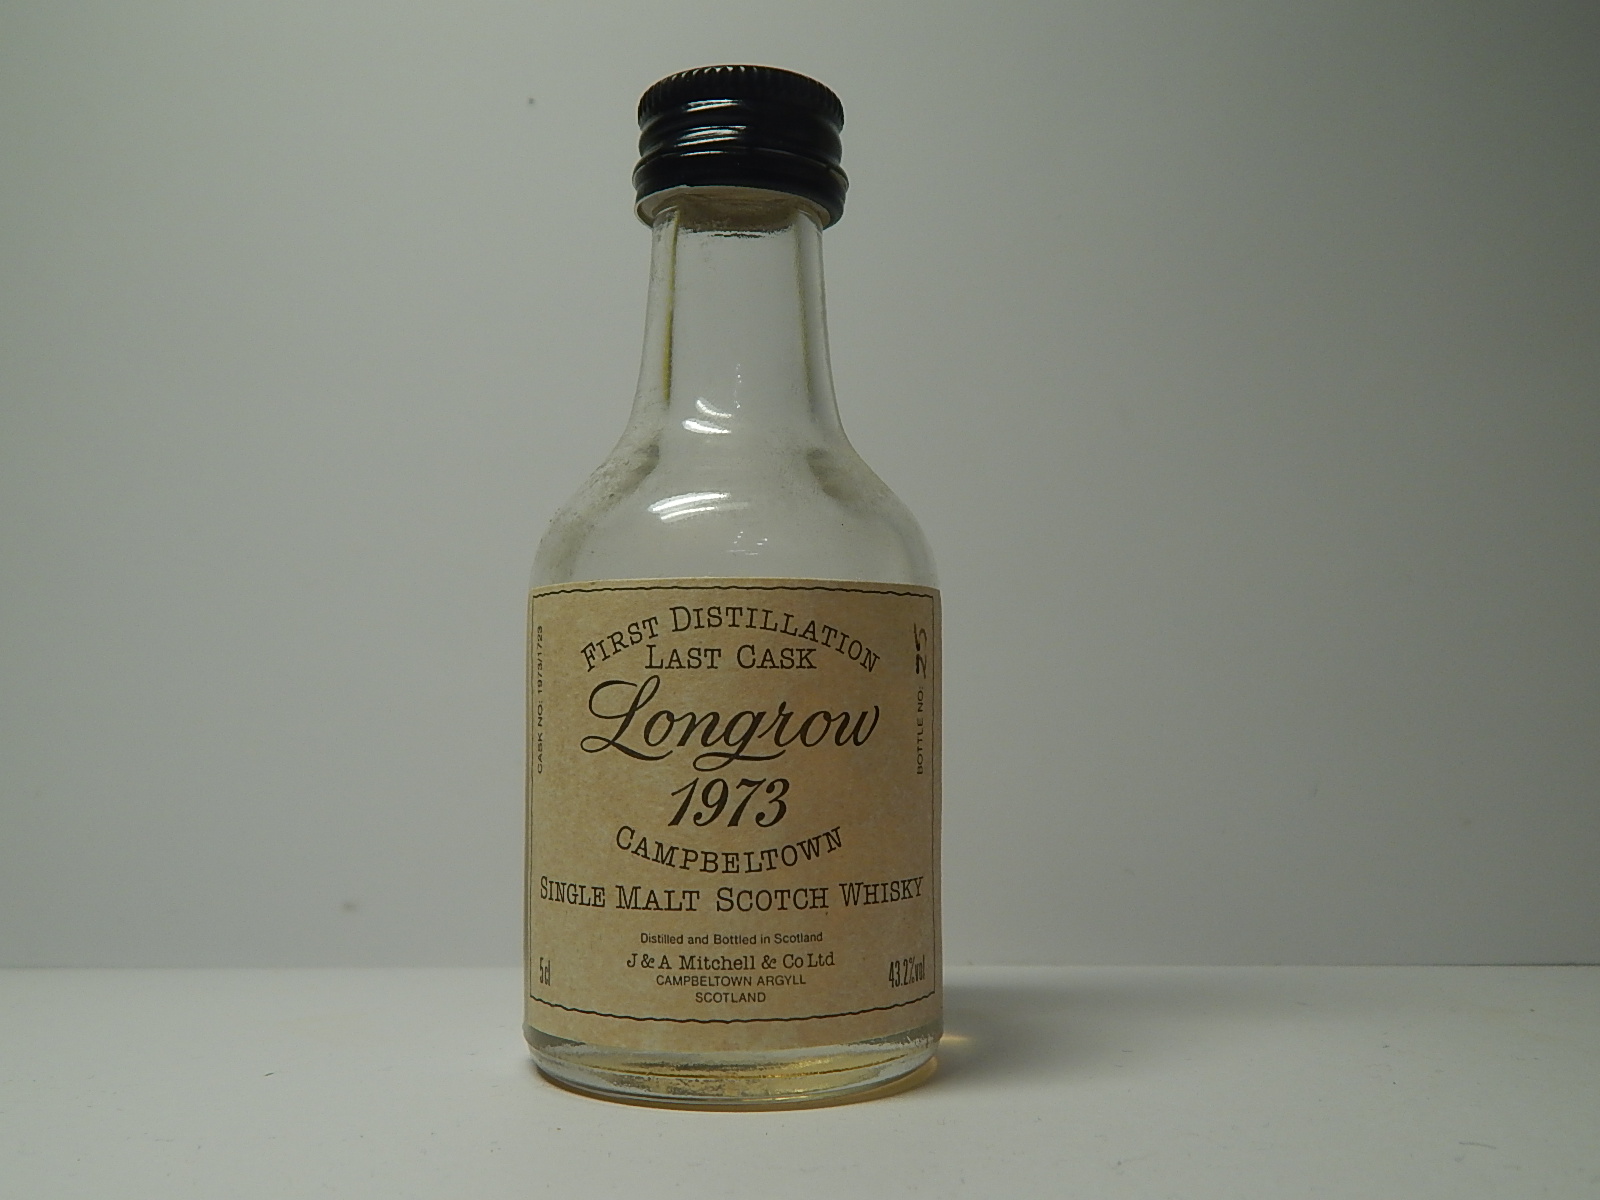 FIRST DISTILLATION
LAST CASK
Longrow
1973
CAMPBELTOWN
SINGLE MALT SCOTCH WHISKY
Distilled and Bottled in Scotland
J & A Mitchell & Co Ltd
CAMPBELTOWN ARGYLL
SCOTLAND
5cl
43.2%vol
CASK NO: 1973/1723
BOTTLE NO: 25